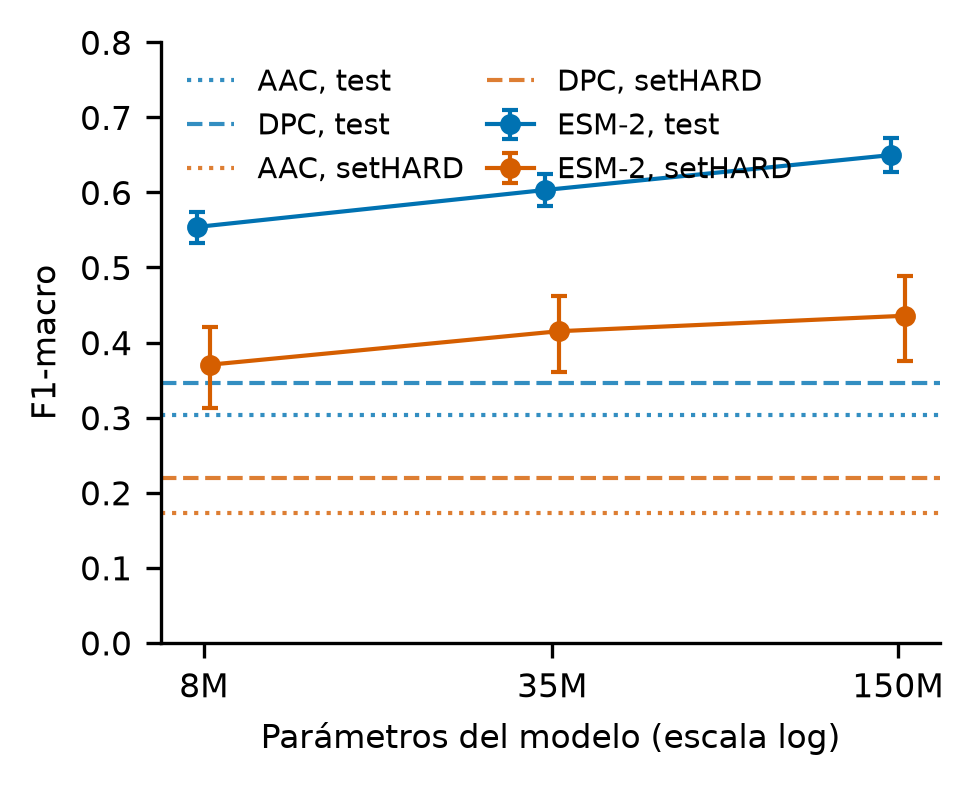 0.8
0.7
0.6
0.5
0.4
0.3
0.2
0.1
0.0
F1-macro
AAC, test
DPC, test
AAC, setHARD
DPC, setHARD
ESM-2, test
ESM-2, setHARD
8M
35M
150M
Parámetros del modelo (escala log)